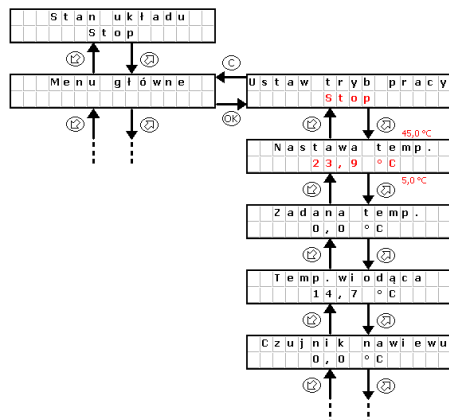 Stan układu
Stop
Menu główne
C
OK
Ustaw tryb pracy
Stop
45,0 °C
Nastawa temp.
23,9 °C
5,0 °C
Zadana temp.
0,0 °C
Temp.wiodąca
14,7 °C
Czujnik nawiewu
0,0 °C